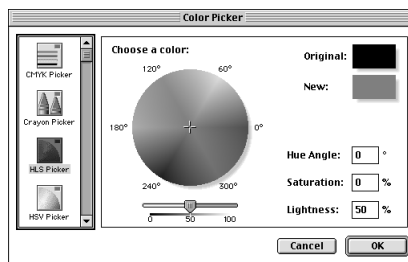 Color Picker
CMYK Picker
Crayon Picker
HLS Picker
HSV Picker
Choose a color:
120°
60°
180°
0°
240°
300°
0
50
100
Original:
New:
Hue Angle: 0 °
Saturation: 0 %
Lightness: 50 %
Cancel
OK